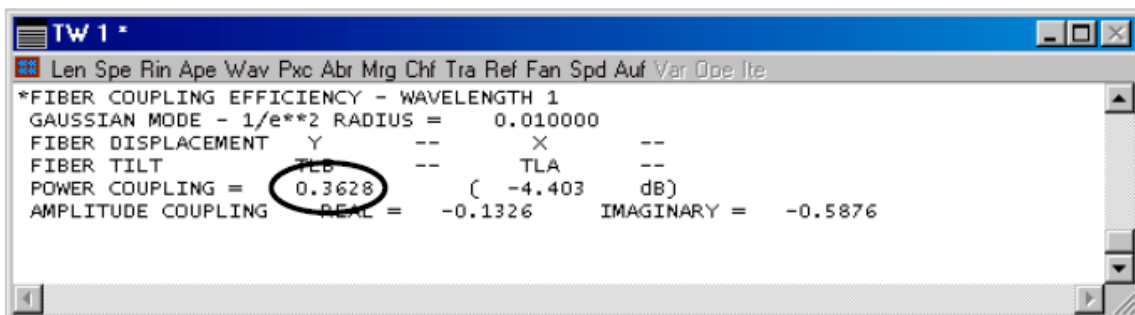 TW 1 *
Len Spe Rin Ape Wav Pxc Abr Mrg Chf Tra Ref Fan Spd Auf Var Ope Ite
*FIBER COUPLING EFFICIENCY - WAVELENGTH 1
GAUSSIAN MODE - 1/e**2 RADIUS = 0.010000
FIBER DISPLACEMENT Y -- X --
FIBER TILT TLB -- TLA --
POWER COUPLING = 0.3628 ( -4.403 dB)
AMPLITUDE COUPLING REAL = -0.1326 IMAGINARY = -0.5876